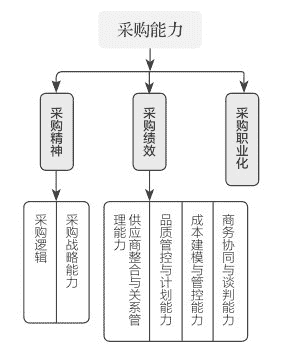 采购能力
采购精神
采购绩效
采购职业化
采购逻辑
采购战略能力
供应商整合与关系管
理能力
品质管控与计划能力
成本建模与管控能力
商务协同与谈判能力